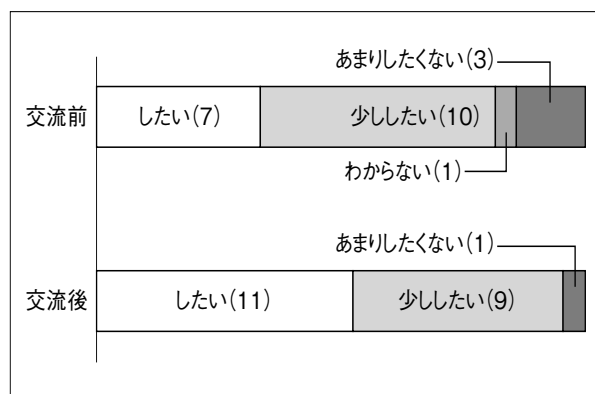 あまりしたくない(3)
交流前
したい(7)
少ししたい(10)
わからない(1)
あまりしたくない(1)
交流後
したい(11)
少ししたい(9)